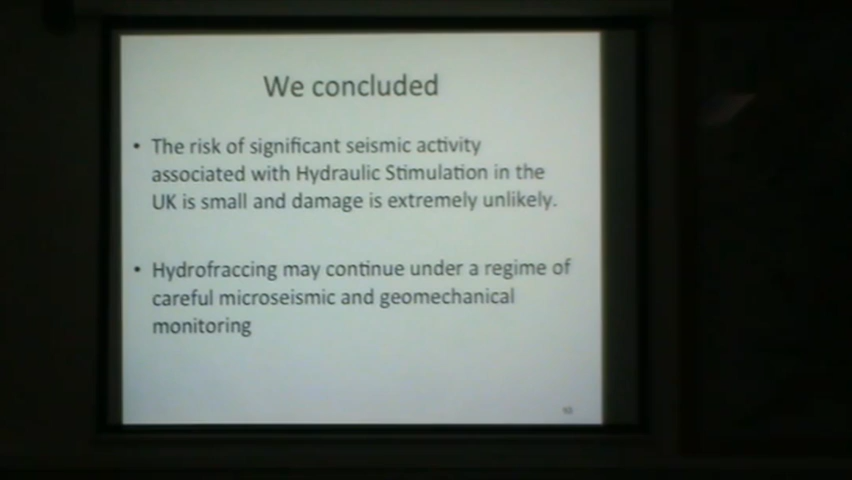 We concluded
• The risk of significant seismic activity
associated with Hydraulic Stimulation in the
UK is small and damage is extremely unlikely.
• Hydrofraccing may continue under a regime of
careful microseismic and geomechanical
monitoring